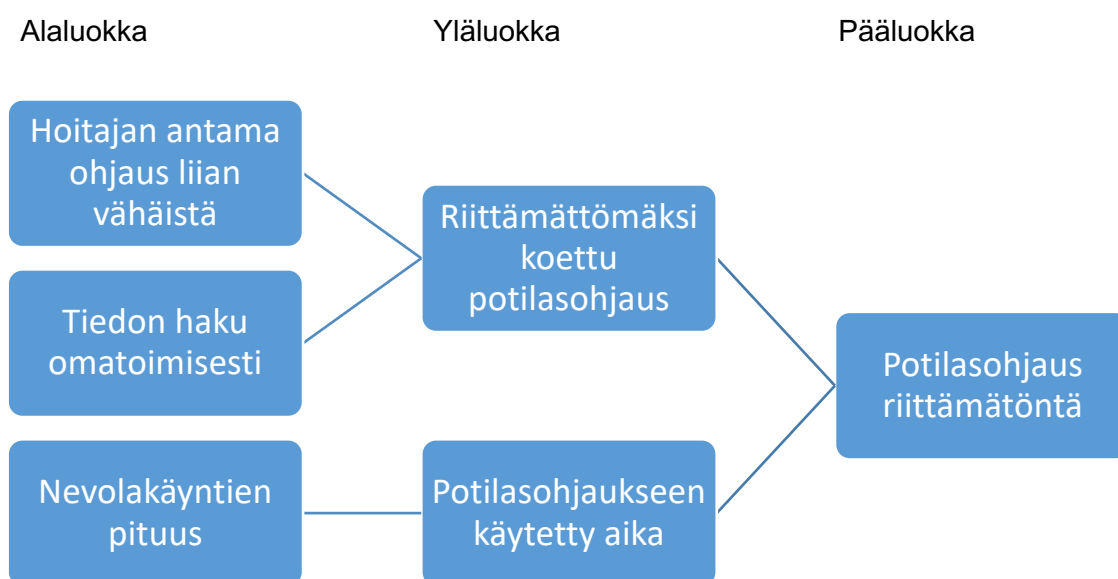 Alaluokka
Yläluokka
Pääluokka
Hoitajan antama
ohjaus liian
vähäistä
Tiedon haku
omatoimisesti
Nevolakäyntien
pituus
Riittämättömäksi
koettu
potilasohjaus
Potilasohjaukseen
käytetty aika
Potilasohjaus
riittämätöntä